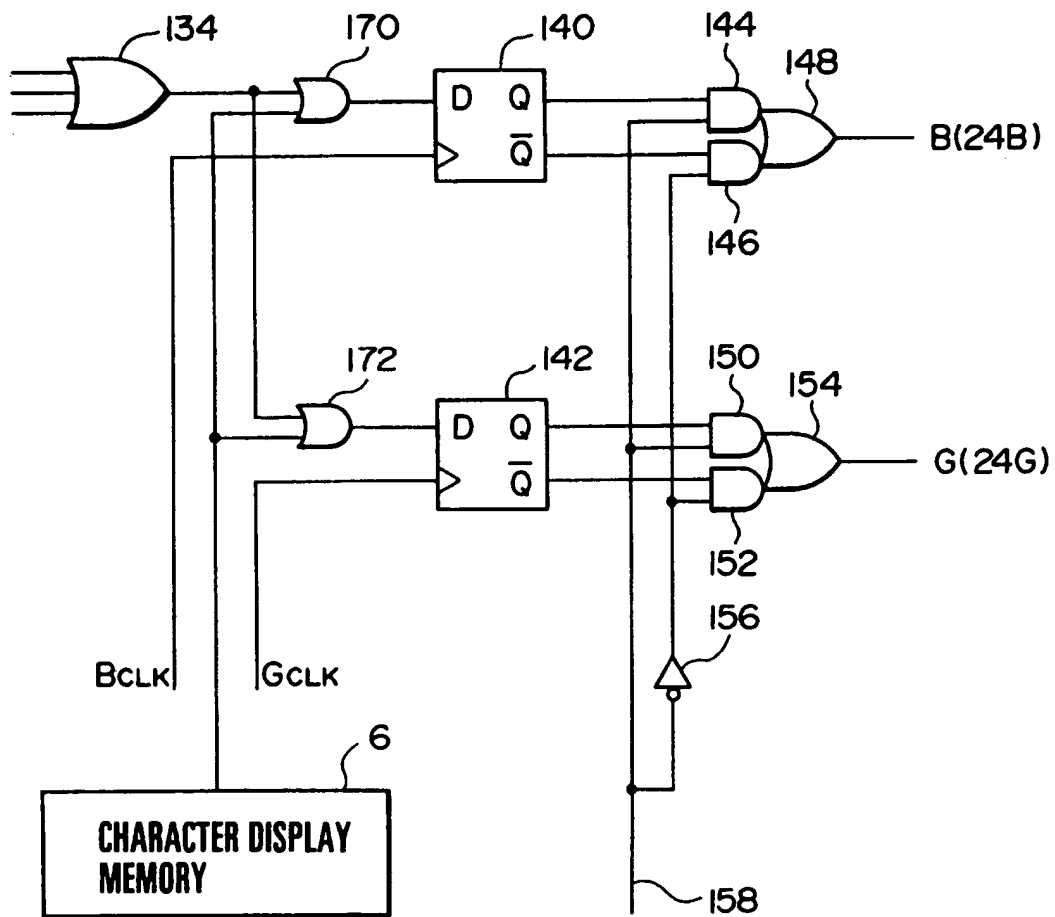 134
170
140
144
148
D Q
Q̅
B(24B)
146
172
142
150
154
D Q
Q̅
G(24G)
152
156
BCLK
GCLK
6
CHARACTER DISPLAY
MEMORY
158